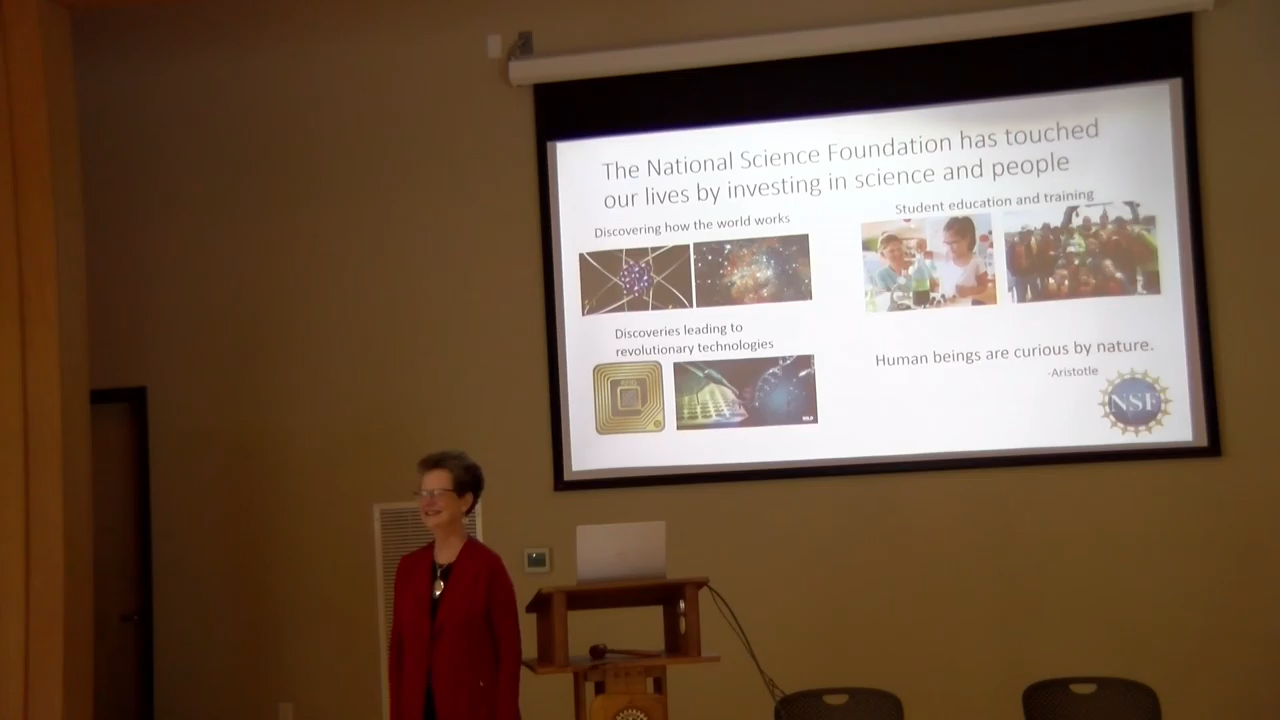 The National Science Foundation has touched
our lives by investing in science and people
Discovering how the world works
Student education and training
Discoveries leading to
revolutionary technologies
Human beings are curious by nature.
-Aristotle
NSF